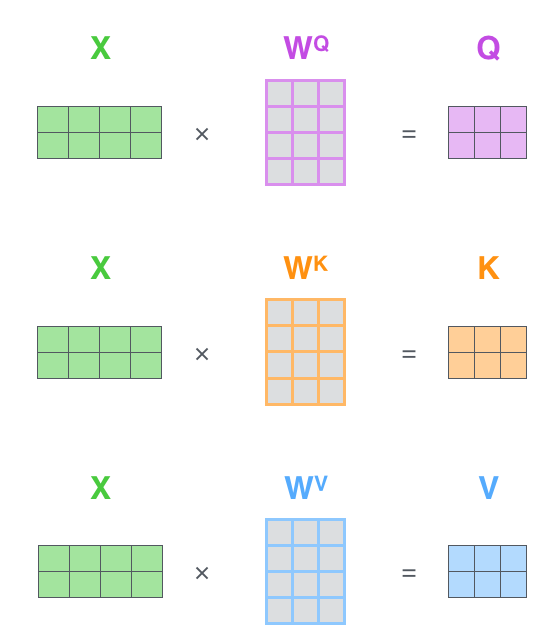 X W^Q Q
× =
X W^K K
× =
X W^V V
× =